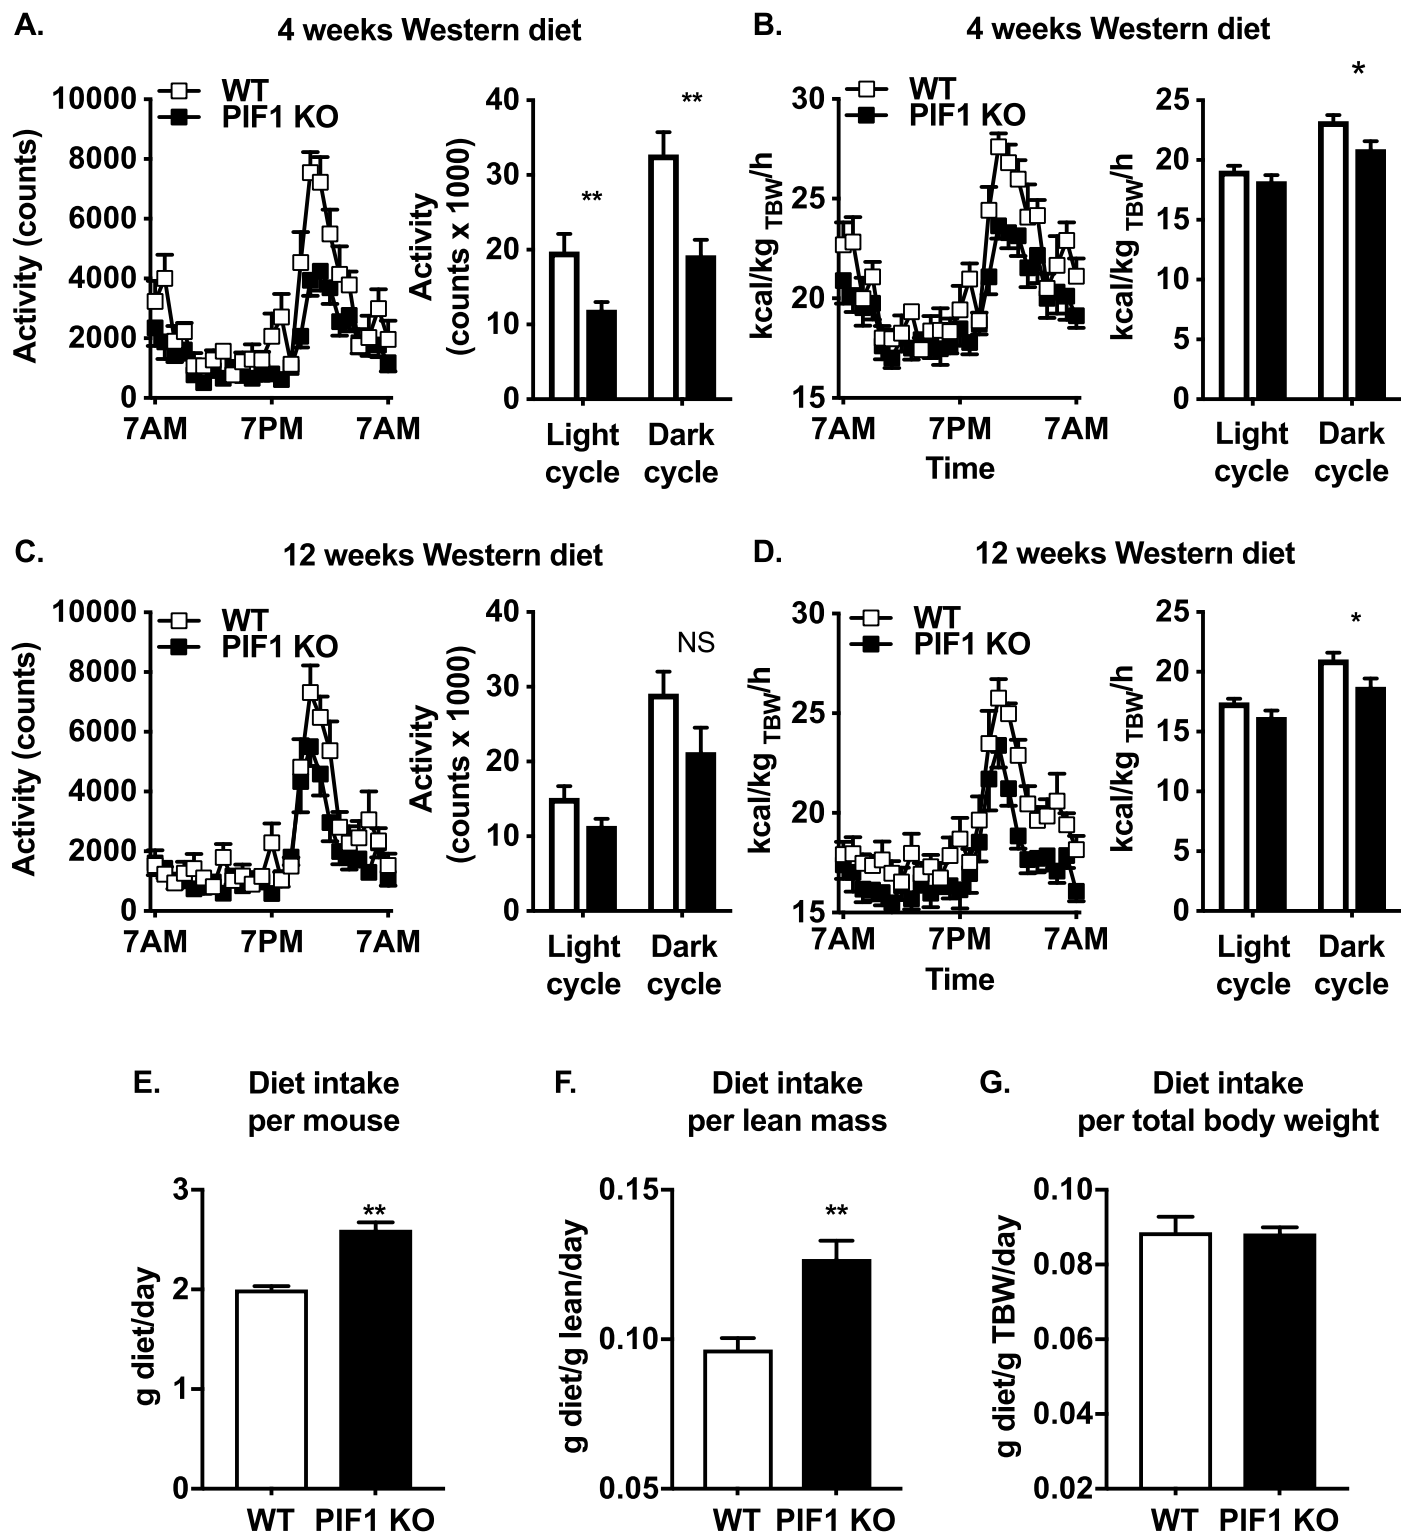 A.
4 weeks Western diet
Activity (counts)
10000
8000
6000
4000
2000
0
WT
PIF1 KO
7AM
7PM
7AM
Activity
(counts x 1000)
40
30
20
10
0
**
**
Light
cycle
Dark
cycle
B.
4 weeks Western diet
kcal/kg TBW/h
30
25
20
15
WT
PIF1 KO
7AM
7PM
7AM
Time
kcal/kg TBW/h
25
20
15
10
5
0
*
Light
cycle
Dark
cycle
C.
12 weeks Western diet
Activity (counts)
10000
8000
6000
4000
2000
0
WT
PIF1 KO
7AM
7PM
7AM
Activity
(counts x 1000)
40
30
20
10
0
NS
Light
cycle
Dark
cycle
D.
12 weeks Western diet
kcal/kg TBW/h
30
25
20
15
WT
PIF1 KO
7AM
7PM
7AM
Time
kcal/kg TBW/h
25
20
15
10
5
0
*
Light
cycle
Dark
cycle
E.
Diet intake
per mouse
g diet/day
3
2
1
0
**
WT
PIF1 KO
F.
Diet intake
per lean mass
g diet/g lean/day
0.15
0.10
0.05
**
WT
PIF1 KO
G.
Diet intake
per total body weight
g diet/g TBW/day
0.10
0.08
0.06
0.04
0.02
WT
PIF1 KO